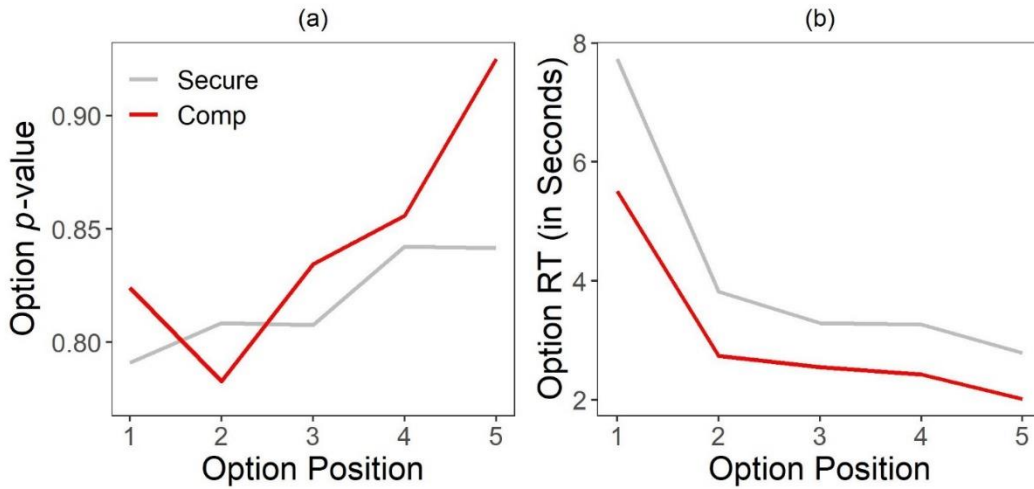 (a)
Option p-value
0.90
0.85
0.80
Secure
Comp
1 2 3 4 5
Option Position
(b)
Option RT (in Seconds)
8
6
4
2
1 2 3 4 5
Option Position